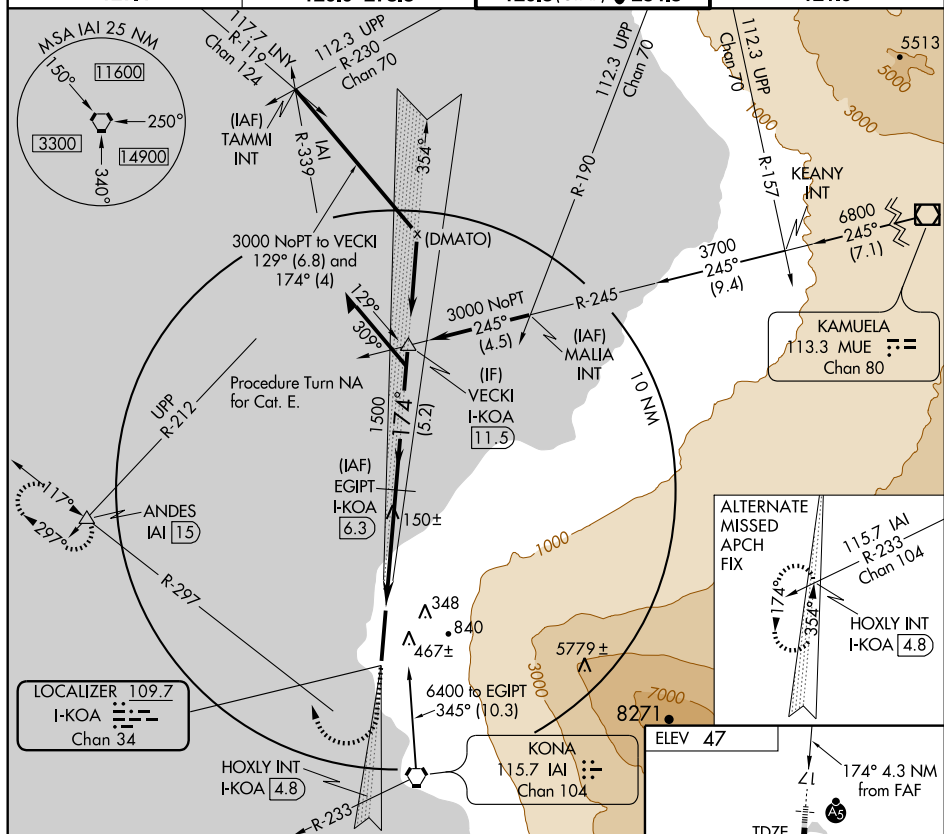 MSA IAI 25 NM
150°
11600
250°
3300
14900
340°
117.7 LNY
R-119
Chan 124
112.3 UPP
R-230
Chan 70
(IAF)
TAMMI
INT
IAI
R-339
354°
112.3 UPP
Chan 70
R-190
112.3 UPP
Chan 70
R-157
5513
5000
3000
1000
KEANY
INT
6800
245°
(7.1)
3700
245°
(9.4)
R-245
3000 NoPT
245°
(4.5)
(DMATO)
3000 NoPT to VECKI
129° (6.8) and
174° (4)
129°
309°
(IAF)
MALIA
INT
KAMUELA
113.3 MUE
Chan 80
(IF)
VECKI
I-KOA
11.5
10 NM
Procedure Turn NA
for Cat. E.
UPP
R-212
1500
174°
(5.2)
(IAF)
EGIPT
I-KOA
6.3
150±
117°
297°
ANDES
IAI 15
R-297
1000
348
840
467±
5779±
3000
7000
8271
6400 to EGIPT
345° (10.3)
LOCALIZER 109.7
I-KOA
Chan 34
HOXLY INT
I-KOA 4.8
R-233
KONA
115.7 IAI
Chan 104
ALTERNATE
MISSED
APCH
FIX
115.7 IAI
R-233
Chan 104
174°
354°
HOXLY INT
I-KOA 4.8
ELEV 47
17
174° 4.3 NM
from FAF
A5
TDZE